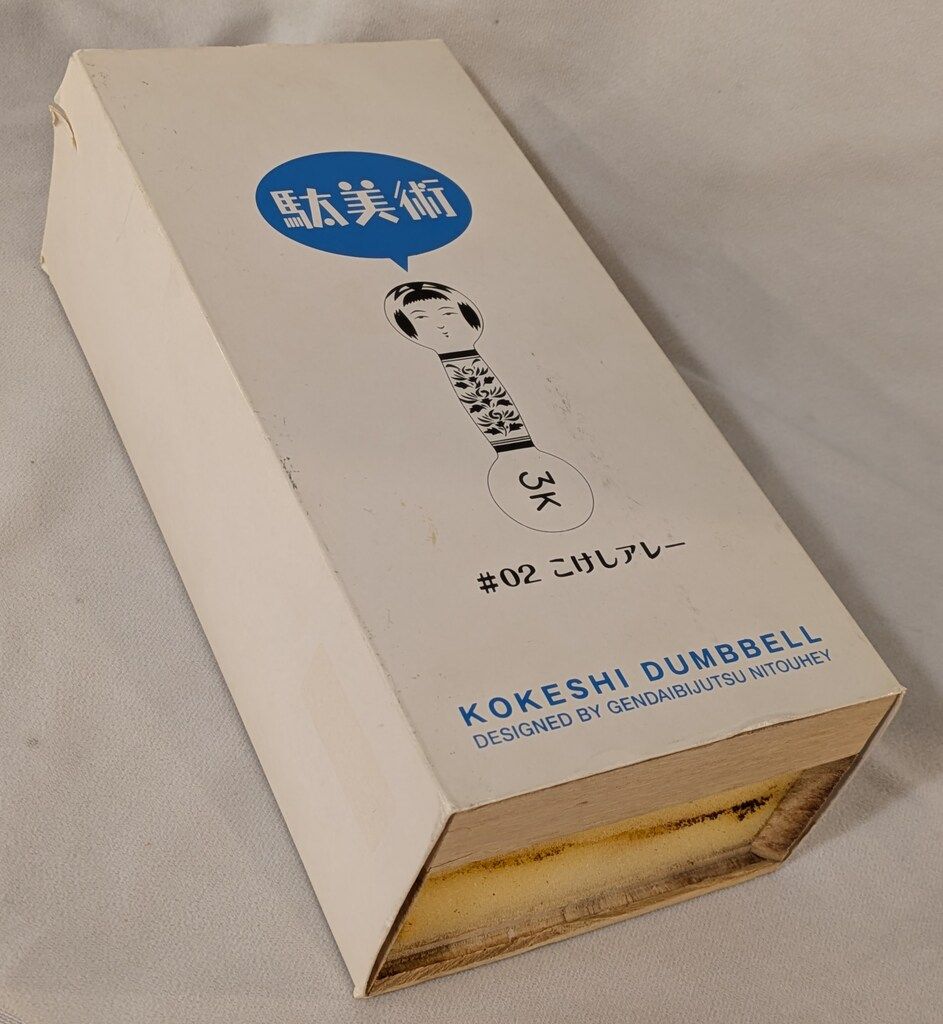 駄美術
3K
#02 こけしアレー
KOKESHI DUMBBELL
DESIGNED BY GENDAIBIJUTSU NITOUHEY